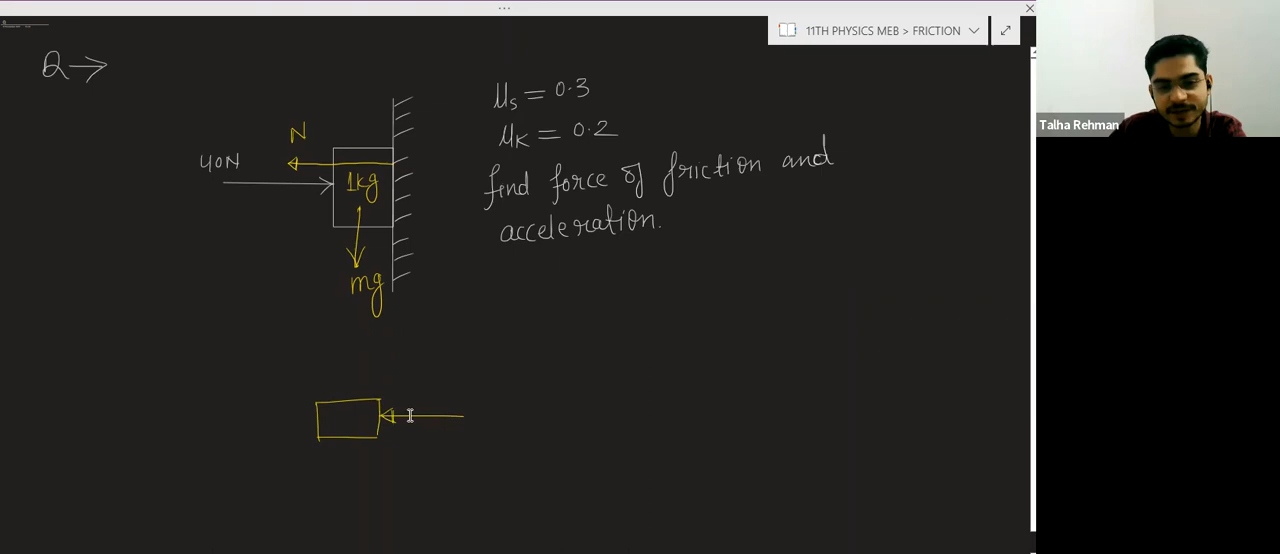 11TH PHYSICS MEB > FRICTION
Q→
μs = 0.3
μk = 0.2
find force of friction and
acceleration.
N
40N
1kg
mg
Talha Rehman